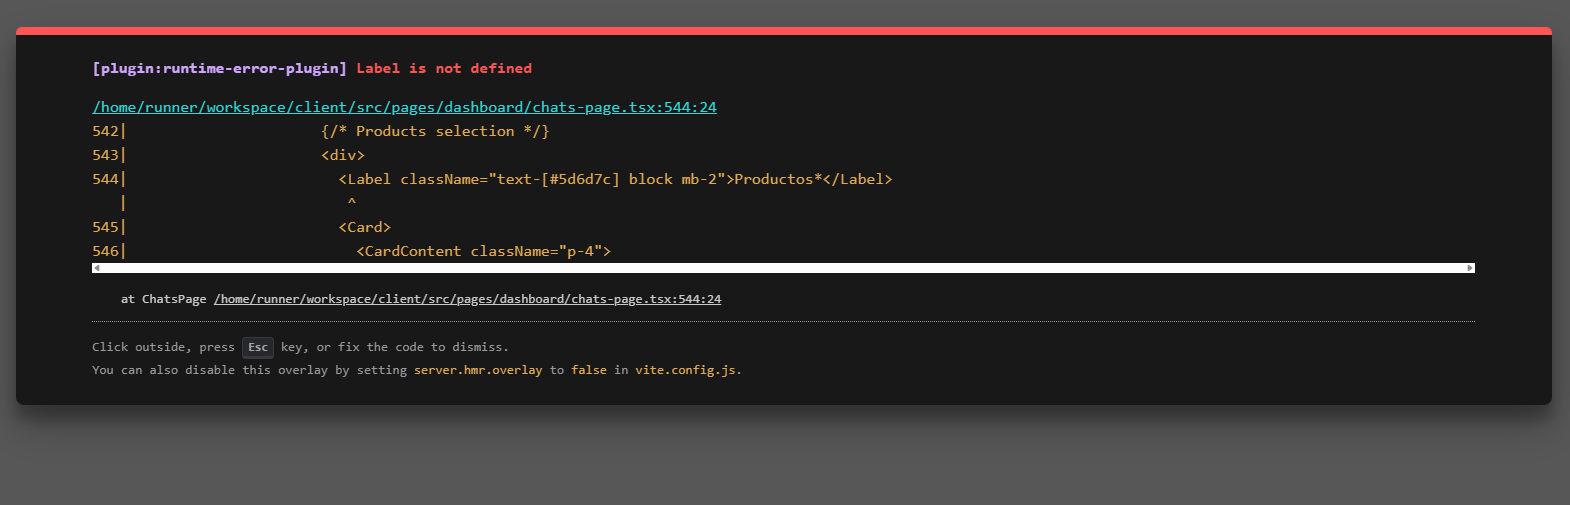 [plugin:runtime-error-plugin] Label is not defined
/home/runner/workspace/client/src/pages/dashboard/chats-page.tsx:544:24
542|                      {/* Products selection */}
543|                      <div>
544|                        <Label className="text-[#5d6d7c] block mb-2">Productos*</Label>
   |                         ^
545|                        <Card>
546|                          <CardContent className="p-4">
at ChatsPage /home/runner/workspace/client/src/pages/dashboard/chats-page.tsx:544:24
Click outside, press Esc key, or fix the code to dismiss.
You can also disable this overlay by setting server.hmr.overlay to false in vite.config.js.